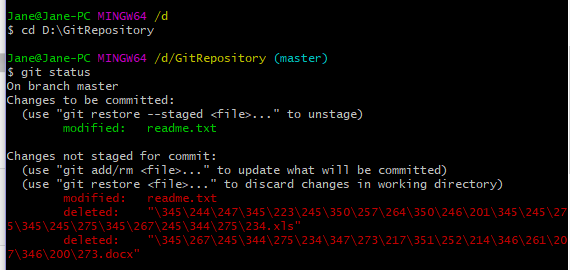 Jane@Jane-PC MINGW64 /d
$ cd D:\GitRepository
Jane@Jane-PC MINGW64 /d/GitRepository (master)
$ git status
On branch master
Changes to be committed:
(use "git restore --staged <file>..." to unstage)
modified: readme.txt
Changes not staged for commit:
(use "git add/rm <file>..." to update what will be committed)
(use "git restore <file>..." to discard changes in working directory)
modified: readme.txt
deleted: "\345\244\247\345\223\245\350\257\264\350\246\201\345\245\27
5\345\245\275\345\267\245\344\275\234.xls"
deleted: "\345\267\245\344\275\234\347\273\217\351\252\214\346\261\20
7\346\200\273.docx"